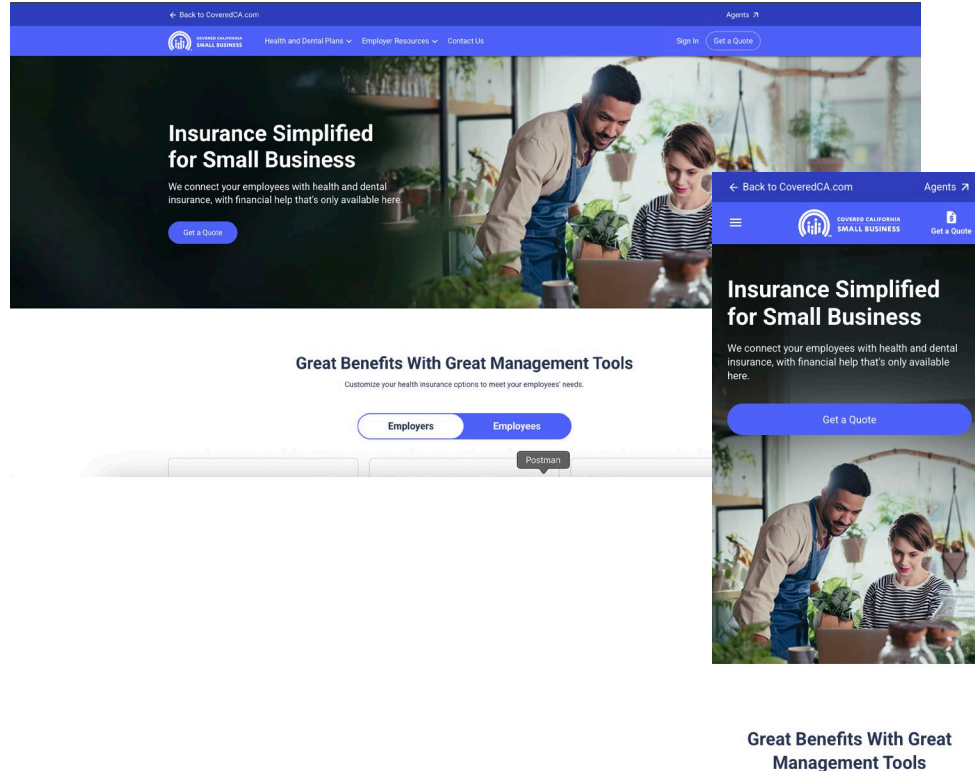 ← Back to CoveredCA.com
Agents ↗
COVERED CALIFORNIA
SMALL BUSINESS
Health and Dental Plans
Employer Resources
Contact Us
Sign In
Get a Quote
Insurance Simplified
for Small Business
We connect your employees with health and dental
insurance, with financial help that's only available here.
Get a Quote
Great Benefits With Great Management Tools
Customize your health insurance options to meet your employees' needs.
Employers
Employees
Postman
← Back to CoveredCA.com
Agents ↗
COVERED CALIFORNIA
SMALL BUSINESS
Get a Quote
Insurance Simplified
for Small Business
We connect your employees with health and dental
insurance, with financial help that's only available
here.
Get a Quote
Great Benefits With Great
Management Tools